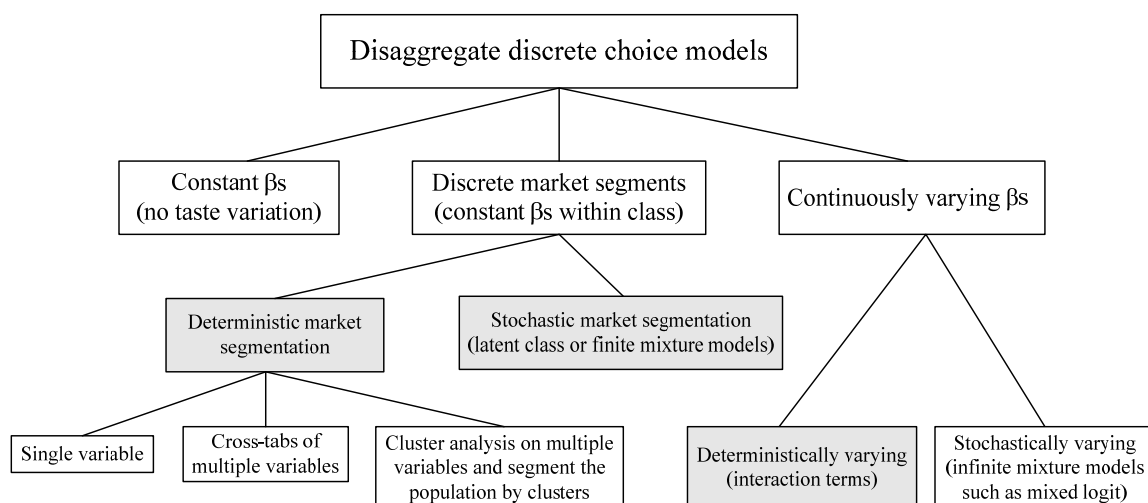 Disaggregate discrete choice models
Constant βs
(no taste variation)
Discrete market segments
(constant βs within class)
Continuously varying βs
Deterministic market
segmentation
Stochastic market segmentation
(latent class or finite mixture models)
Single variable
Cross-tabs of
multiple variables
Cluster analysis on multiple
variables and segment the
population by clusters
Deterministically varying
(interaction terms)
Stochastically varying
(infinite mixture models
such as mixed logit)